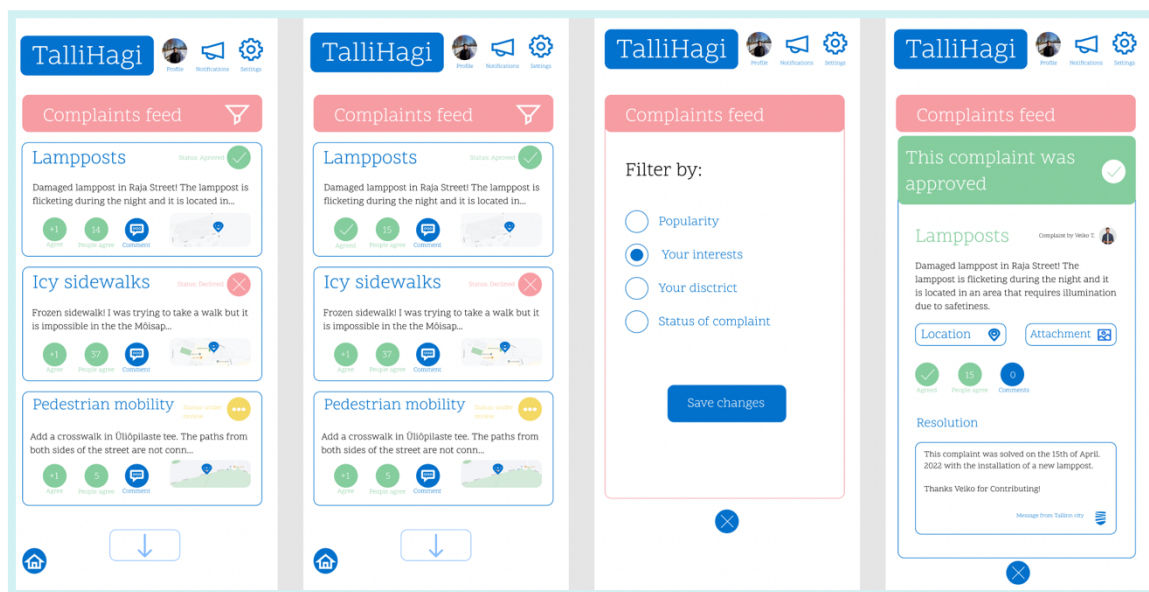 TalliHagi
Profile
Notifications
Settings
Complaints feed
Lampposts
Status: Aproved
Damaged lamppost in Raja Street! The lamppost is
flicketing during the night and it is located in...
+1
14
Agree
People agree
Comment
Icy sidewalks
Status: Declined
Frozen sidewalk! I was trying to take a walk but it
is impossible in the the Mõisap...
+1
37
Agree
People agree
Comment
Pedestrian mobility
Status: under
review
Add a crosswalk in Üliõpilaste tee. The paths from
both sides of the street are not conn...
+1
5
Agree
People agree
Comment
TalliHagi
Profile
Notifications
Settings
Complaints feed
Lampposts
Status: Aproved
Damaged lamppost in Raja Street! The lamppost is
flicketing during the night and it is located in...
15
Agreed
People agree
Comment
Icy sidewalks
Status: Declined
Frozen sidewalk! I was trying to take a walk but it
is impossible in the the Mõisap...
+1
37
Agree
People agree
Comment
Pedestrian mobility
Status: under
review
Add a crosswalk in Üliõpilaste tee. The paths from
both sides of the street are not conn...
+1
5
Agree
People agree
Comment
TalliHagi
Profile
Notifications
Settings
Complaints feed
Filter by:
Popularity
Your interests
Your disctrict
Status of complaint
Save changes
TalliHagi
Profile
Notifications
Settings
Complaints feed
This complaint was
approved
Lampposts
Complaint by Veiko T.
Damaged lamppost in Raja Street! The
lamppost is flicketing during the night and it
is located in an area that requires illumination
due to safetiness.
Location
Attachment
15
0
Agreed
People agree
Comments
Resolution
This complaint was solved on the 15th of April.
2022 with the installation of a new lamppost.
Thanks Veiko for Contributing!
Message from Tallinn city